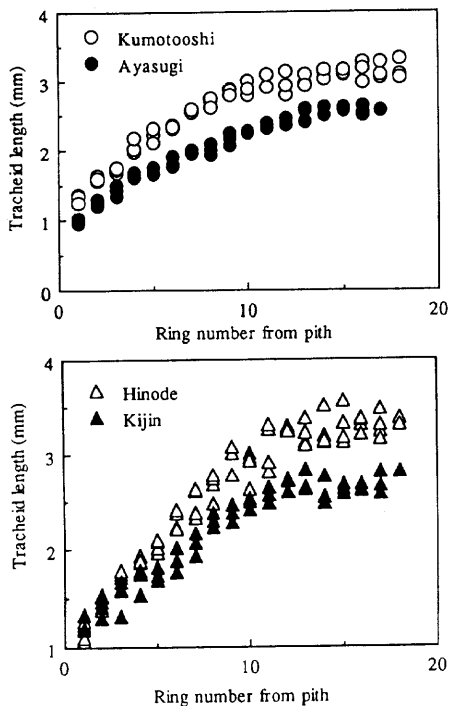 4
Kumotooshi
Ayasugi
3
2
1
0
Tracheid length (mm)
0 10 20
Ring number from pith
4
Hinode
Kijin
3
2
1
Tracheid length (mm)
0 10 20
Ring number from pith